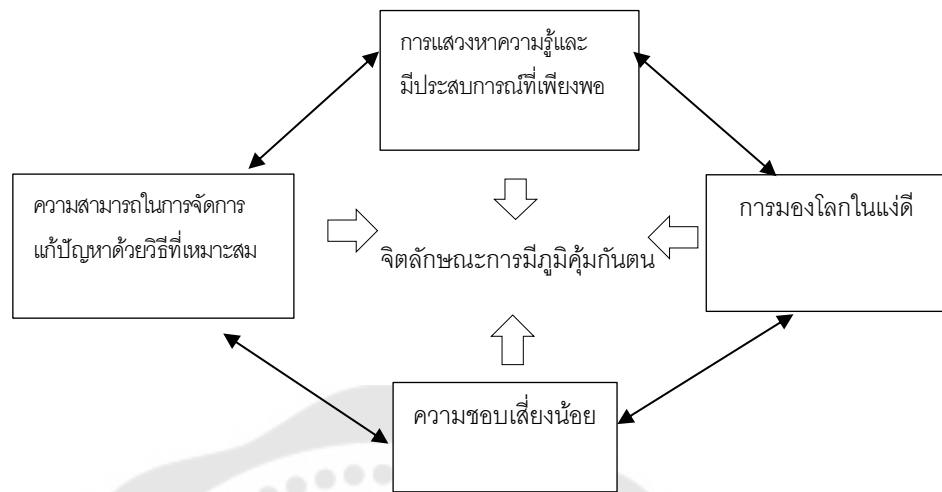 การแสวงหาความรู้และ
มีประสบการณ์ที่เพียงพอ
ความสามารถในการจัดการ
แก้ปัญหาด้วยวิธีที่เหมาะสม
การมองโลกในแง่ดี
จิตลักษณะการมีภูมิคุ้มกันตน
ความชอบเสี่ยงน้อย